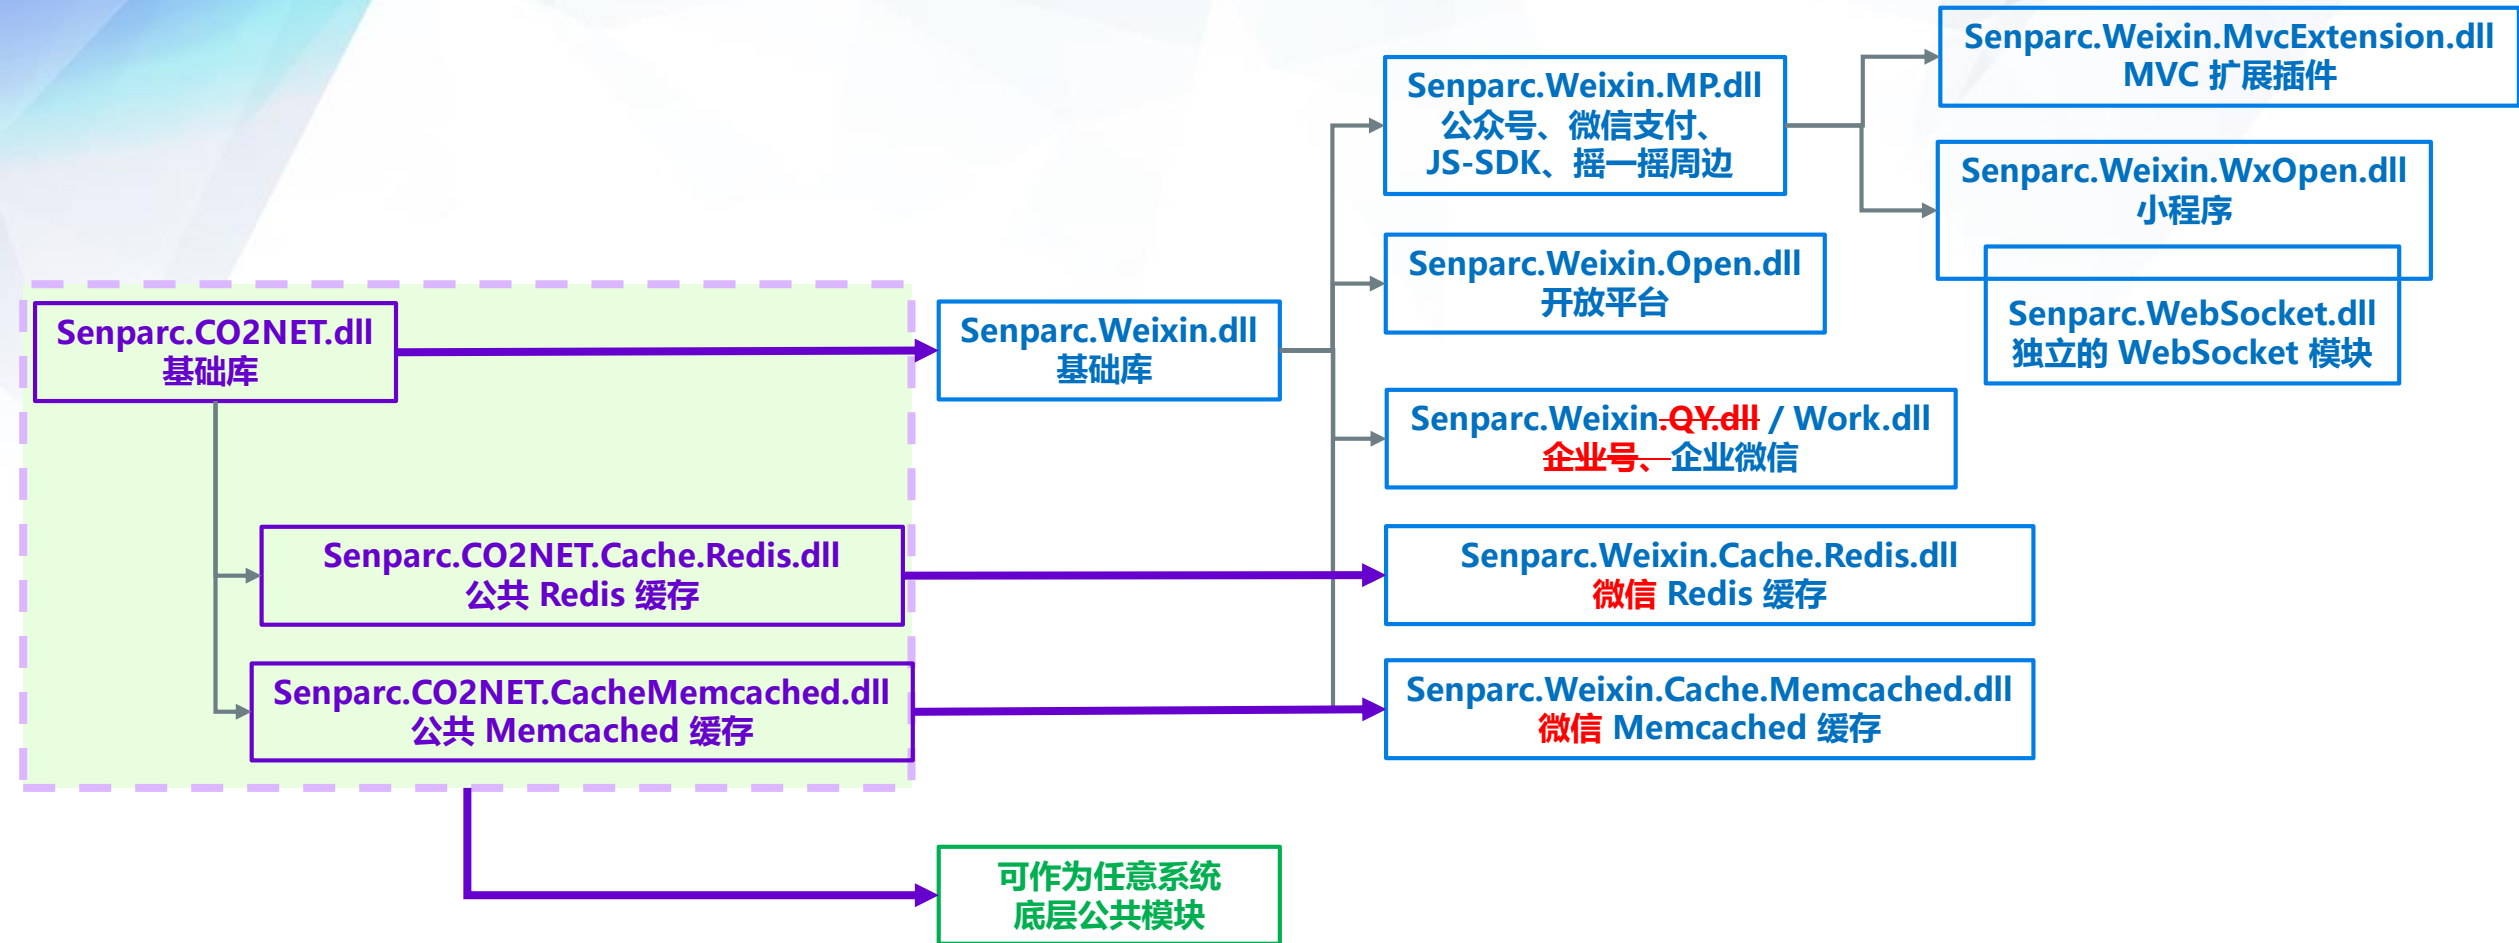 Senparc.CO2NET.dll
基础库
Senparc.CO2NET.Cache.Redis.dll
公共 Redis 缓存
Senparc.CO2NET.CacheMemcached.dll
公共 Memcached 缓存
Senparc.Weixin.dll
基础库
可作为任意系统
底层公共模块
Senparc.Weixin.MP.dll
公众号、微信支付、
JS-SDK、摇一摇周边
Senparc.Weixin.Open.dll
开放平台
Senparc.Weixin.QY.dll / Work.dll
企业号、企业微信
Senparc.Weixin.Cache.Redis.dll
微信 Redis 缓存
Senparc.Weixin.Cache.Memcached.dll
微信 Memcached 缓存
Senparc.Weixin.MvcExtension.dll
MVC 扩展插件
Senparc.Weixin.WxOpen.dll
小程序
Senparc.WebSocket.dll
独立的 WebSocket 模块